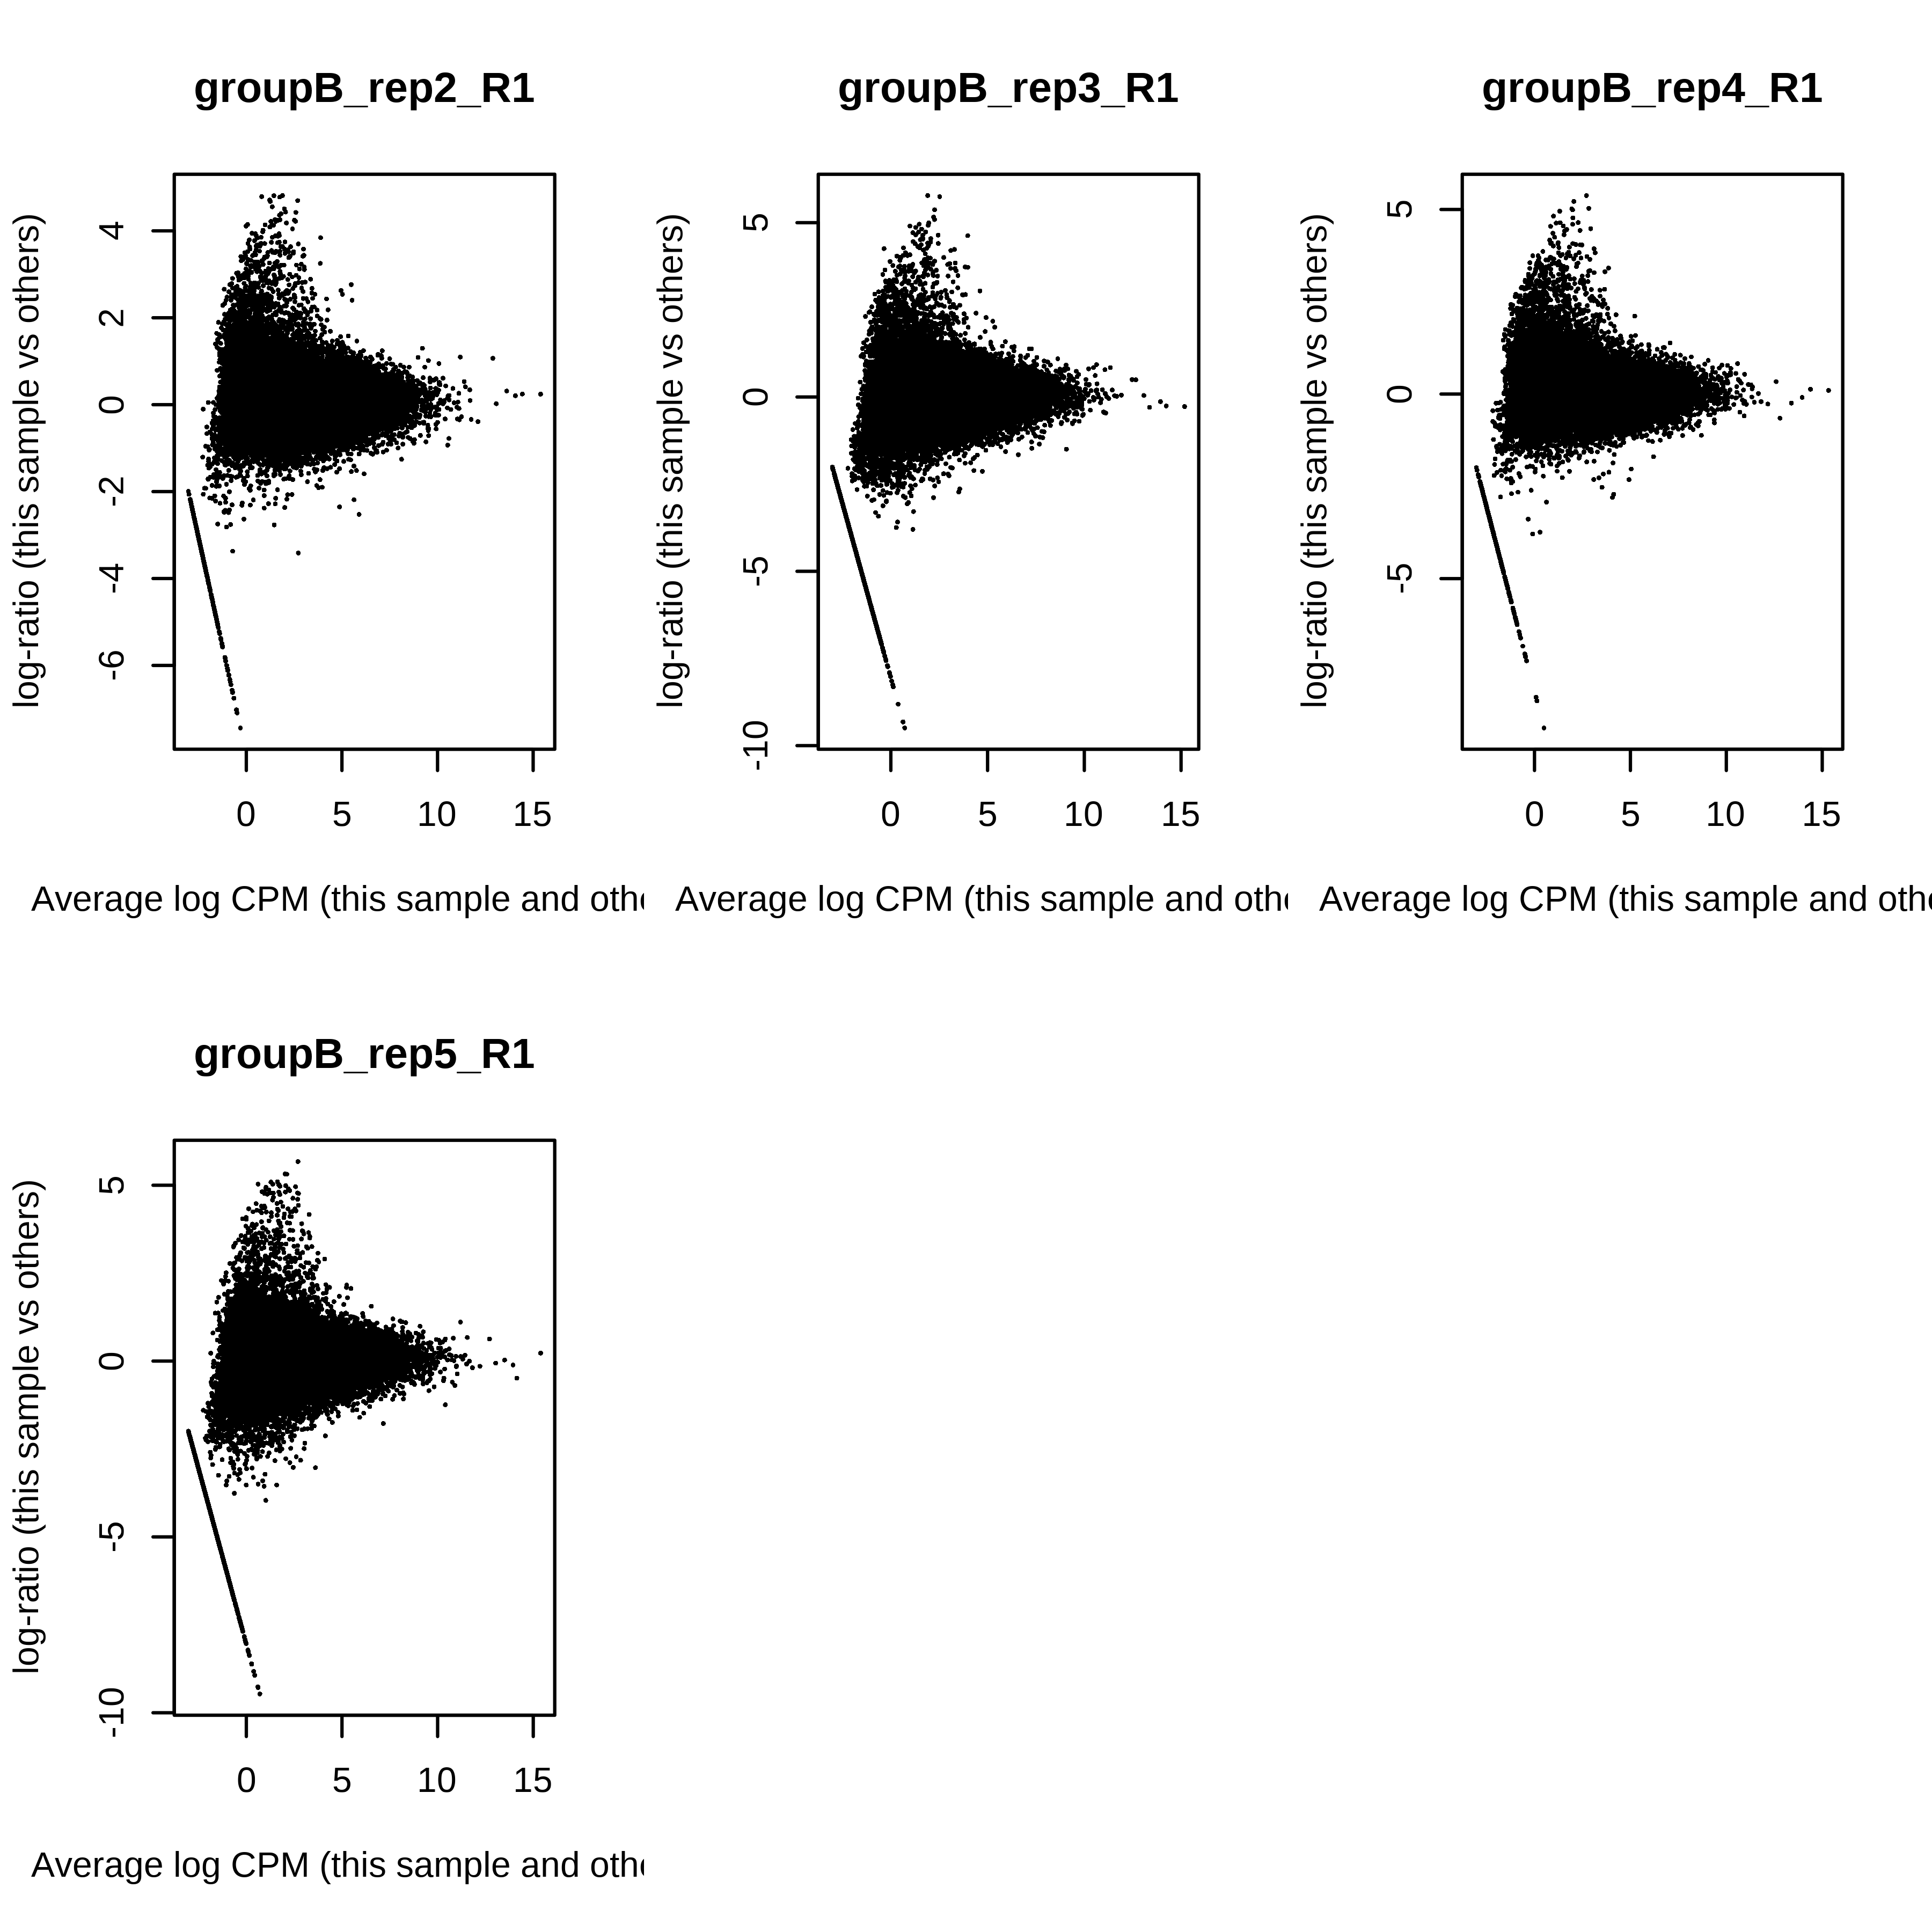 groupB_rep2_R1
log-ratio (this sample vs others)
4
2
0
-2
-4
-6
0 5 10 15
Average log CPM (this sample and othe
groupB_rep3_R1
log-ratio (this sample vs others)
5
0
-5
-10
0 5 10 15
Average log CPM (this sample and othe
groupB_rep4_R1
log-ratio (this sample vs others)
5
0
-5
0 5 10 15
Average log CPM (this sample and othe
groupB_rep5_R1
log-ratio (this sample vs others)
5
0
-5
-10
0 5 10 15
Average log CPM (this sample and othe